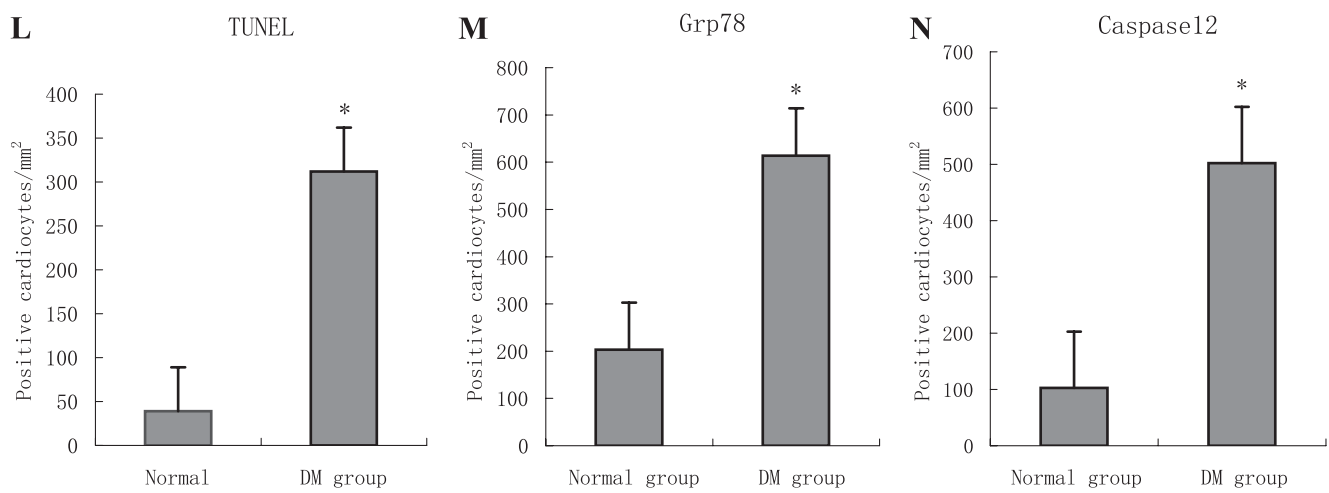 L
TUNEL
Positive cardiocytes/mm²
400
350
300
250
200
150
100
50
0
*
Normal
DM group
M
Grp78
Positive cardiocytes/mm²
800
700
600
500
400
300
200
100
0
*
Normal group
DM group
N
Caspase12
Positive cardiocytes/mm²
700
600
500
400
300
200
100
0
*
Normal group
DM group